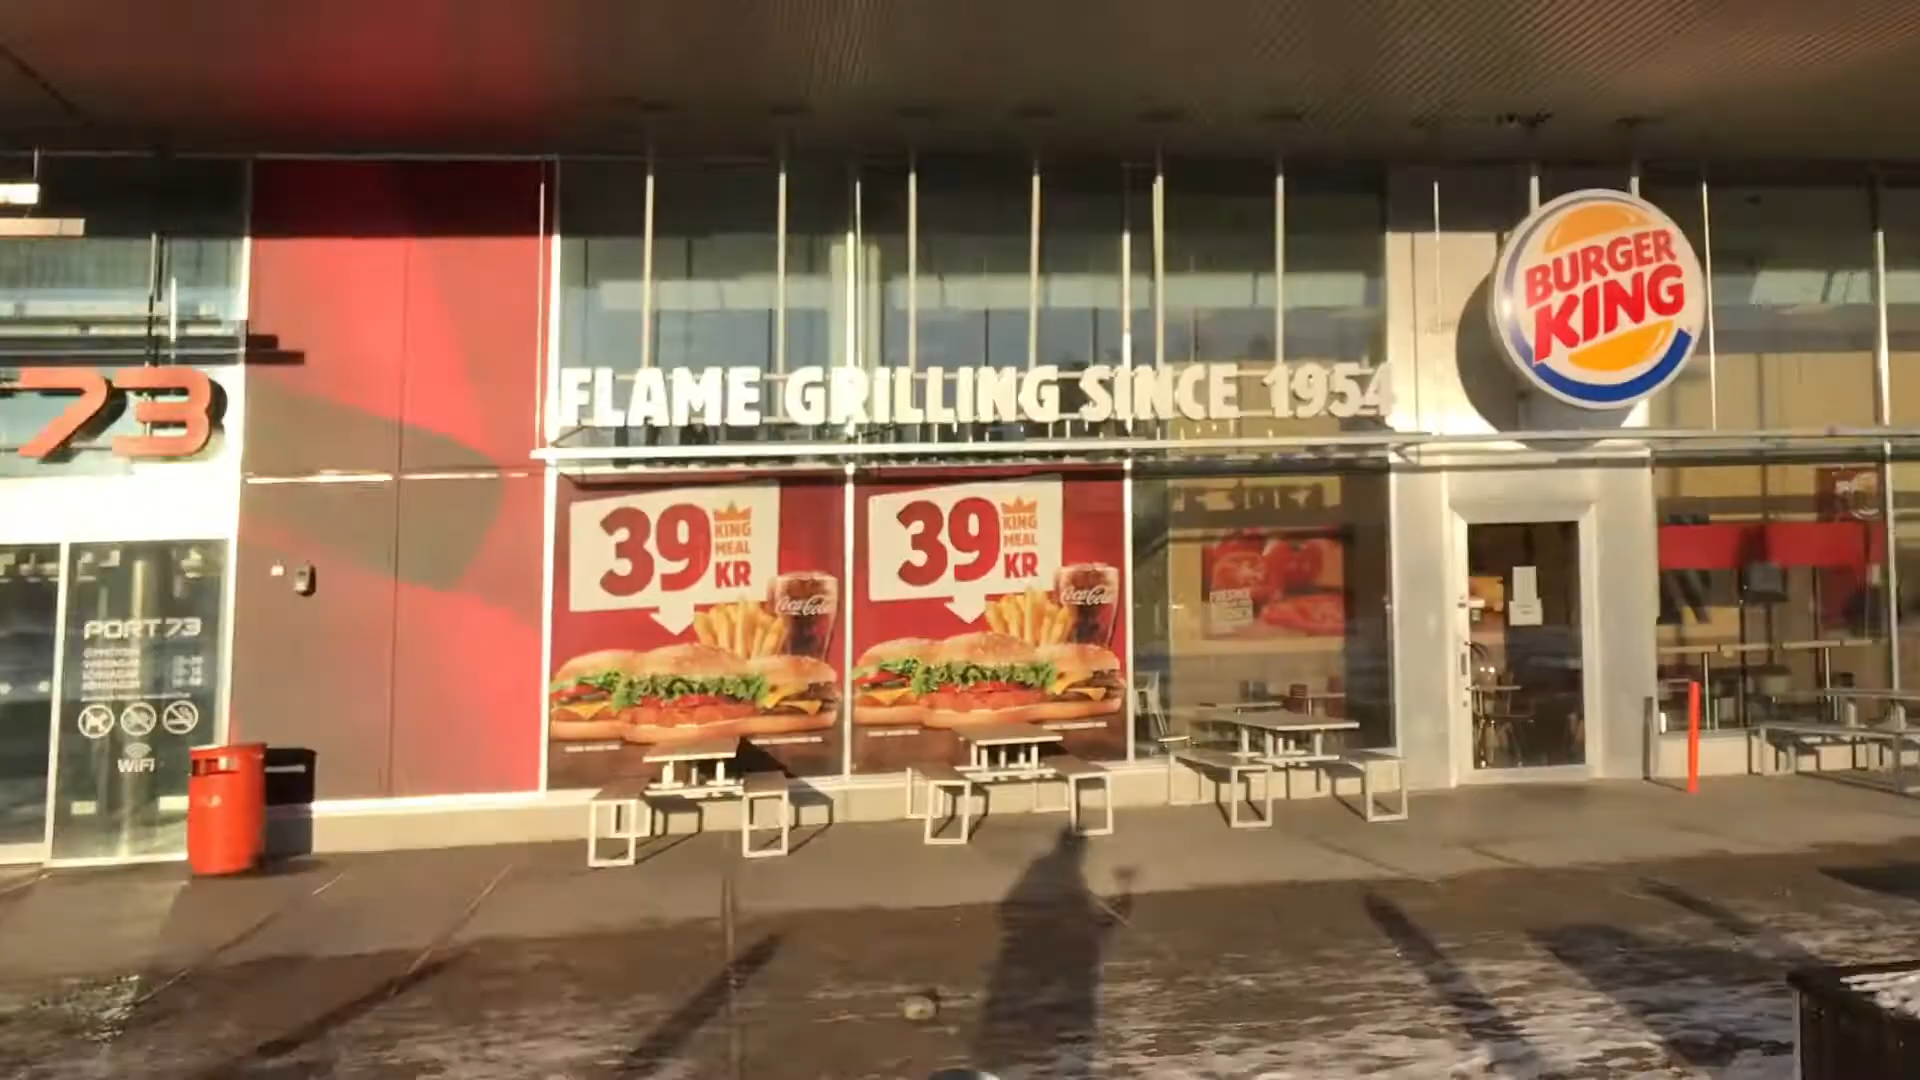 73
FLAME GRILLING SINCE 1954
BURGER
KING
39
KING
MEAL
KR
Coca-Cola
39
KING
MEAL
KR
Coca-Cola
PORT 73
WiFi